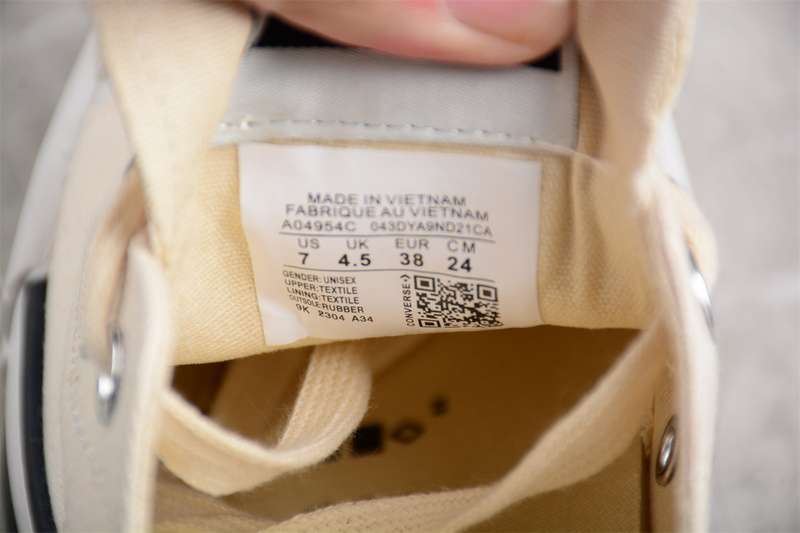 MADE IN VIETNAM
FABRIQUE AU VIETNAM
A04954C 043DYA9ND21CA
US UK EUR CM
7 4.5 38 24
GENDER: UNISEX
UPPER: TEXTILE
LINING: TEXTILE
OUTSOLE: RUBBER
9K 2304 A34
CONVERSE